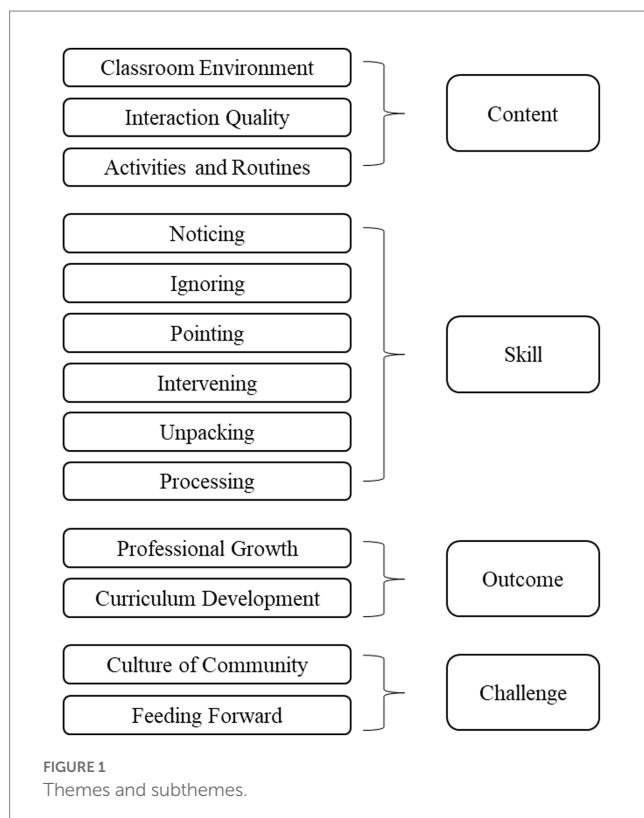 Classroom Environment
Interaction Quality
Activities and Routines
Content
Noticing
Ignoring
Pointing
Intervening
Unpacking
Processing
Skill
Professional Growth
Curriculum Development
Outcome
Culture of Community
Feeding Forward
Challenge
FIGURE 1
Themes and subthemes.